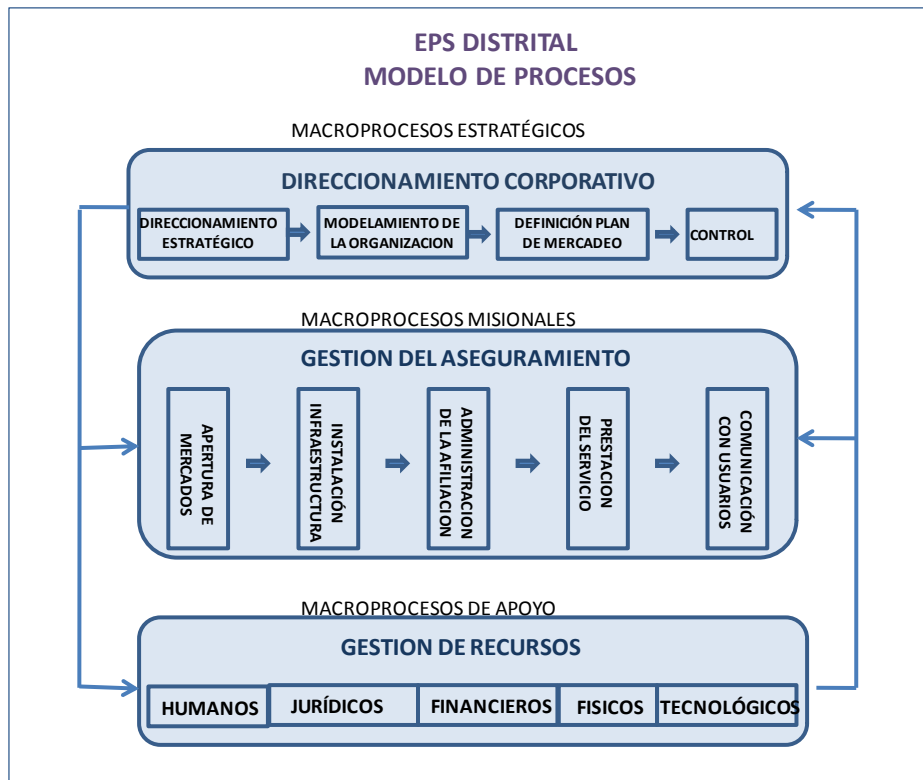 EPS DISTRITAL
MODELO DE PROCESOS
MACROPROCESOS ESTRATÉGICOS
DIRECCIONAMIENTO CORPORATIVO
DIRECCIONAMIENTO
ESTRATÉGICO
MODELAMIENTO DE
LA ORGANIZACION
DEFINICIÓN PLAN
DE MERCADEO
CONTROL
MACROPROCESOS MISIONALES
GESTION DEL ASEGURAMIENTO
APERTURA DE
MERCADOS
INSTALACIÓN
INFRAESTRUCTURA
ADMINISTRACION
DE LA AFILIACION
PRESTACION
DEL SERVICIO
COMUNICACIÓN
CON USUARIOS
MACROPROCESOS DE APOYO
GESTION DE RECURSOS
HUMANOS
JURÍDICOS
FINANCIEROS
FISICOS
TECNOLÓGICOS